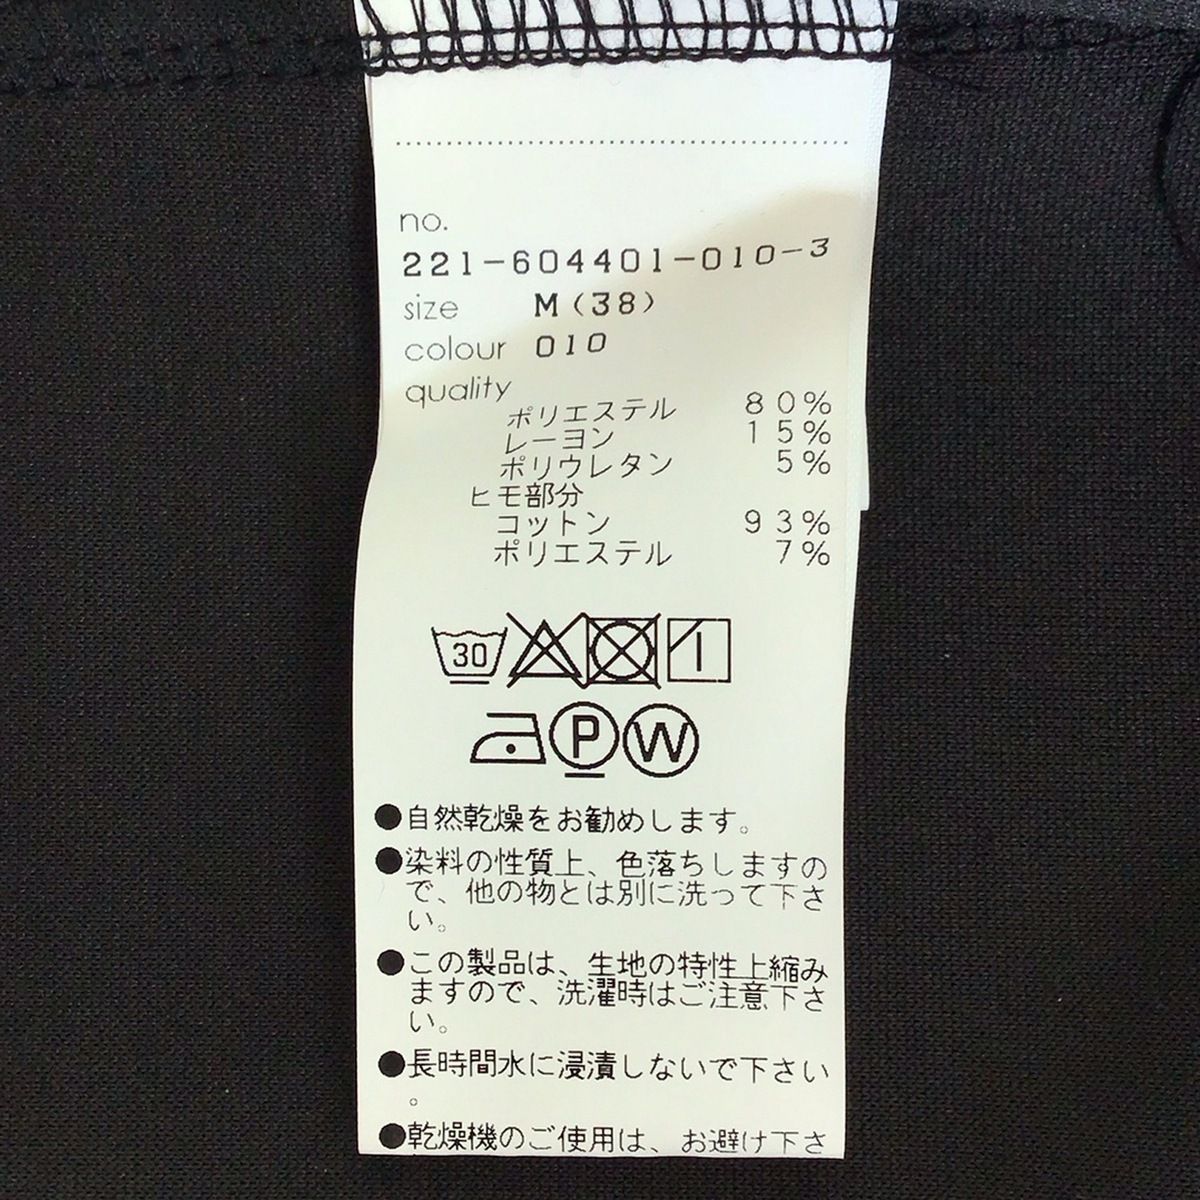 no.
221-604401-010-3
size M(38)
colour 010
quality
ポリエステル 80%
レーヨン 15%
ポリウレタン 5%
ヒモ部分
コットン 93%
ポリエステル 7%
30
P W
●自然乾燥をお勧めします。
●染料の性質上、色落ちしますの
で、他の物とは別に洗って下さ
い。
●この製品は、生地の特性上縮み
ますので、洗濯時はご注意下さ
い。
●長時間水に浸漬しないで下さい
。
●乾燥機のご使用は、お避け下さ